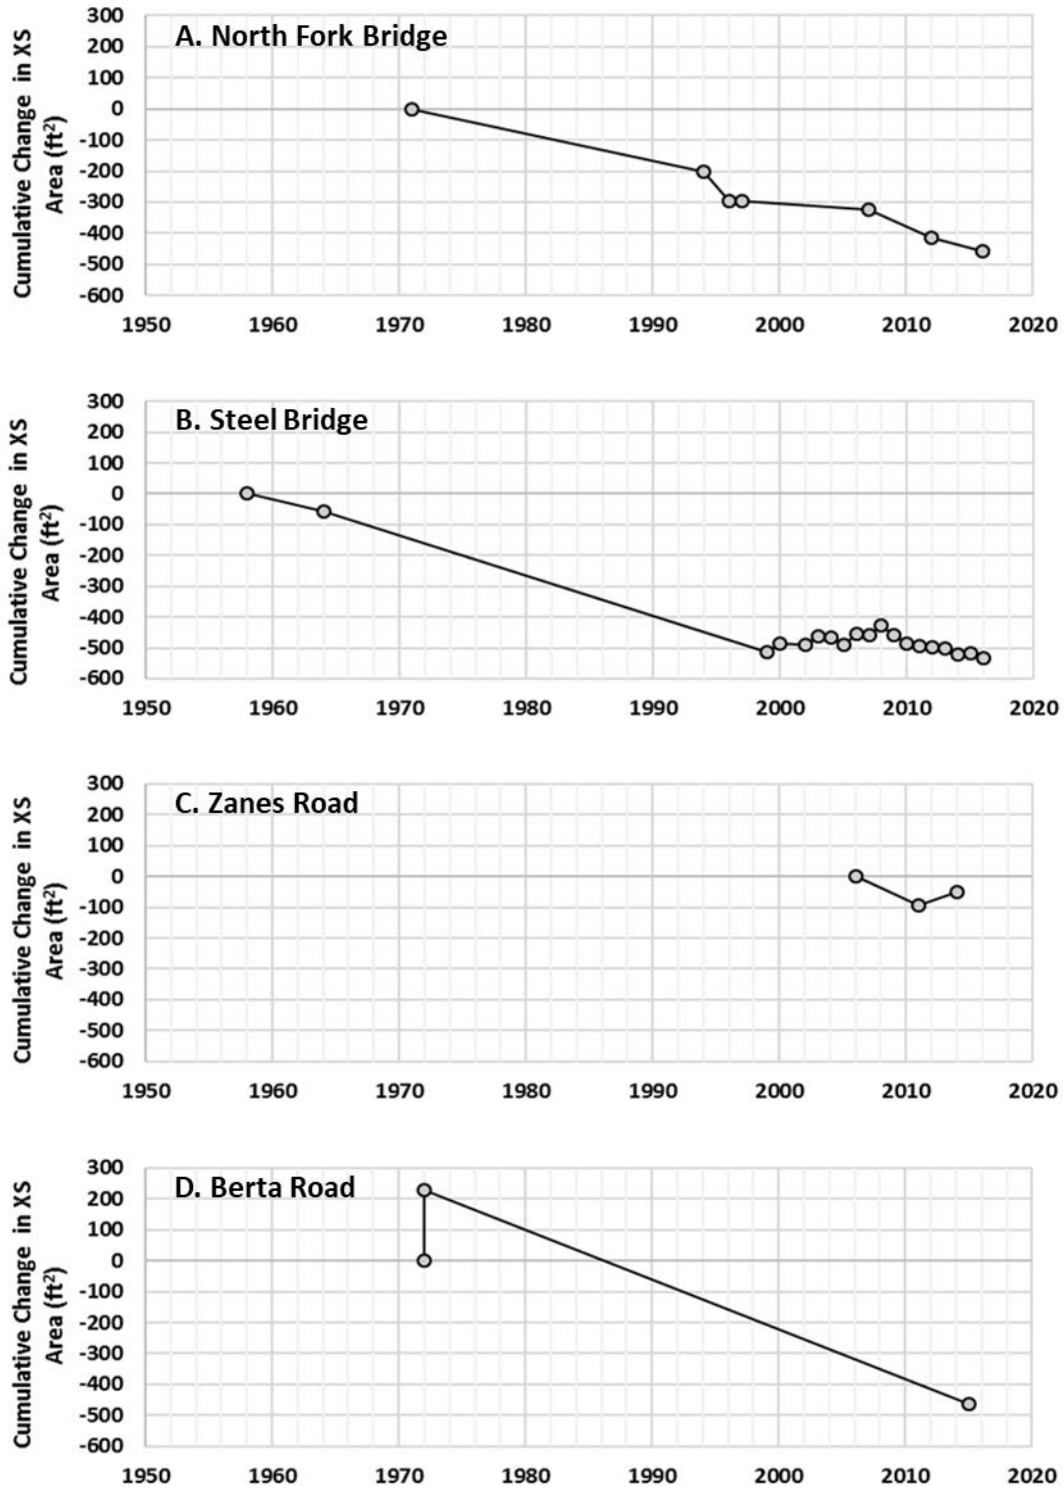 A. North Fork Bridge
Cumulative Change in XS
Area (ft²)
300
200
100
0
-100
-200
-300
-400
-500
-600
1950 1960 1970 1980 1990 2000 2010 2020
B. Steel Bridge
Cumulative Change in XS
Area (ft²)
300
200
100
0
-100
-200
-300
-400
-500
-600
1950 1960 1970 1980 1990 2000 2010 2020
C. Zanes Road
Cumulative Change in XS
Area (ft²)
300
200
100
0
-100
-200
-300
-400
-500
-600
1950 1960 1970 1980 1990 2000 2010 2020
D. Berta Road
Cumulative Change in XS
Area (ft²)
300
200
100
0
-100
-200
-300
-400
-500
-600
1950 1960 1970 1980 1990 2000 2010 2020